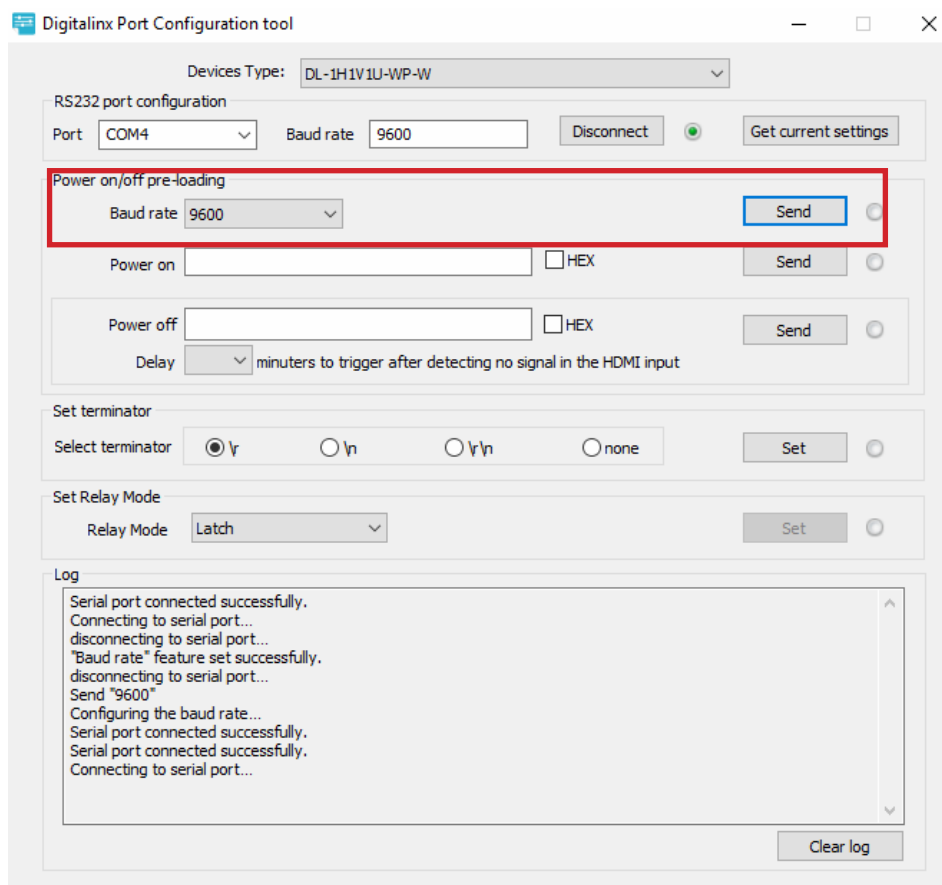 Digitalinx Port Configuration tool
Devices Type: DL-1H1V1U-WP-W
RS232 port configuration
Port COM4 Baud rate 9600 Disconnect Get current settings
Power on/off pre-loading
Baud rate 9600 Send
Power on HEX Send
Power off HEX Send
Delay minuters to trigger after detecting no signal in the HDMI input
Set terminator
Select terminator \r \n \r\n none Set
Set Relay Mode
Relay Mode Latch Set
Log
Serial port connected successfully.
Connecting to serial port...
disconnecting to serial port...
"Baud rate" feature set successfully.
disconnecting to serial port...
Send "9600"
Configuring the baud rate...
Serial port connected successfully.
Serial port connected successfully.
Connecting to serial port...
Clear log